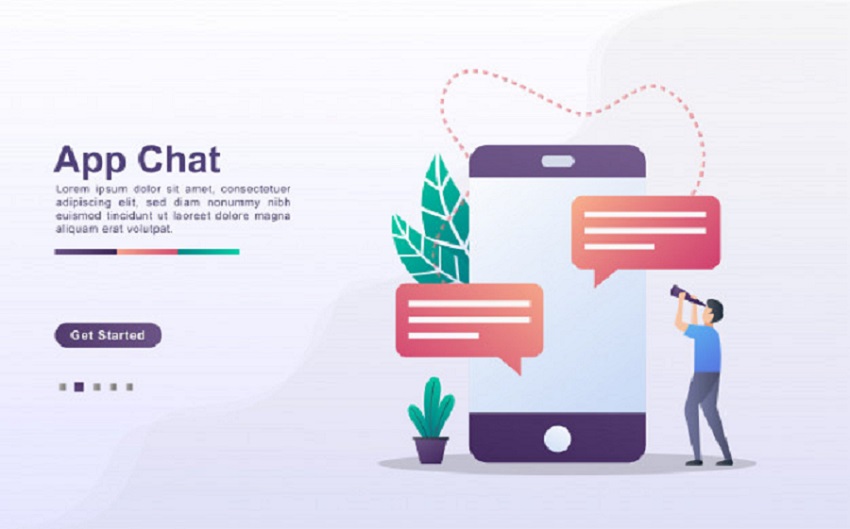 App Chat
Lorem ipsum dolor sit amet, consectetuer
adipiscing elit, sed diam nonummy nibh
euismod tincidunt ut laoreet dolore magna
aliquam erat volutpat.
Get Started